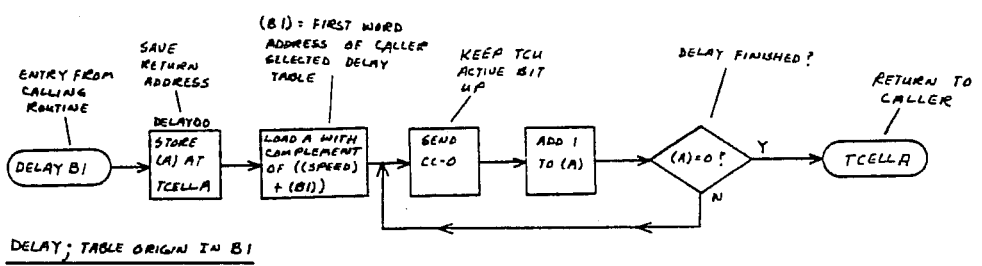 ENTRY FROM
CALLING
ROUTINE
DELAY B1
SAVE
RETURN
ADDRESS
DELAY00
STORE
(A) AT
TCELLA
(B1) = FIRST WORD
ADDRESS OF CALLER
SELECTED DELAY
TABLE
LOAD A WITH
COMPLEMENT
OF ((SPEED)
+ (B1))
KEEP TCU
ACTIVE BIT
UP
SEND
CC-0
ADD 1
TO (A)
DELAY FINISHED?
(A)=0?
Y
N
RETURN TO
CALLER
TCELLA
DELAY; TABLE ORIGIN IN B1